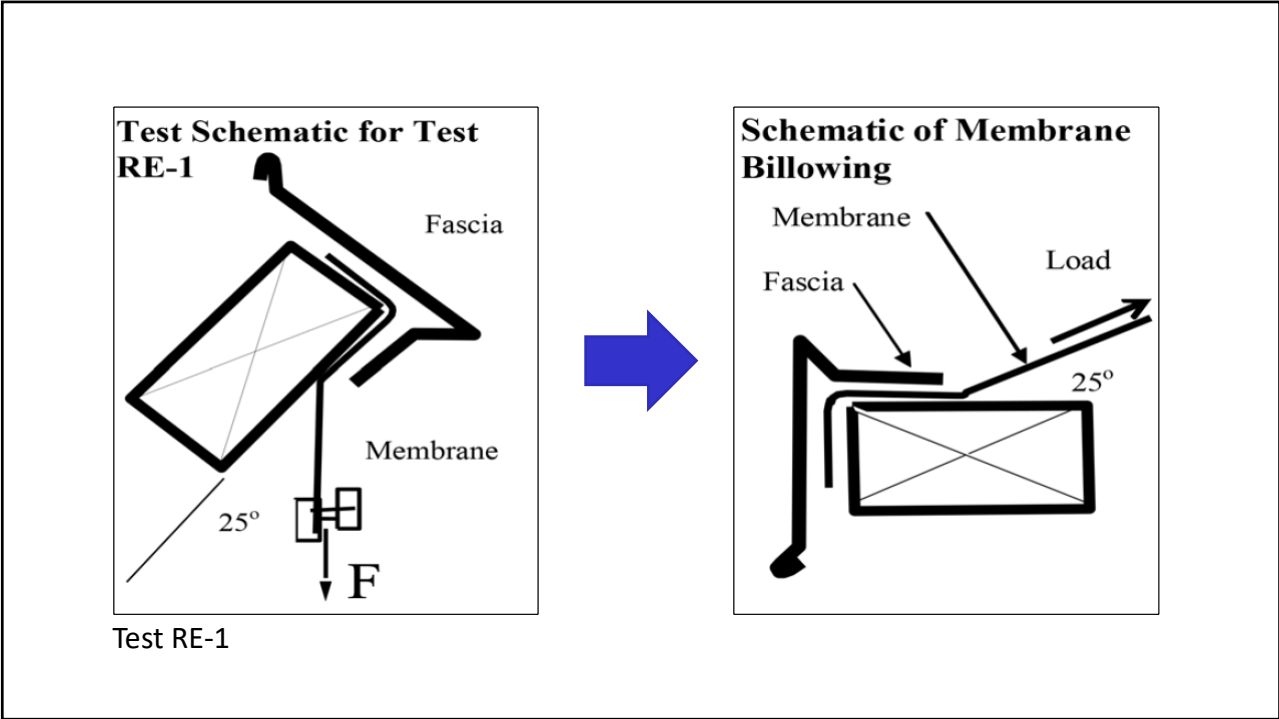 Test Schematic for Test
RE-1
Fascia
Membrane
25º
F
Test RE-1
Schematic of Membrane
Billowing
Membrane
Load
Fascia
25º